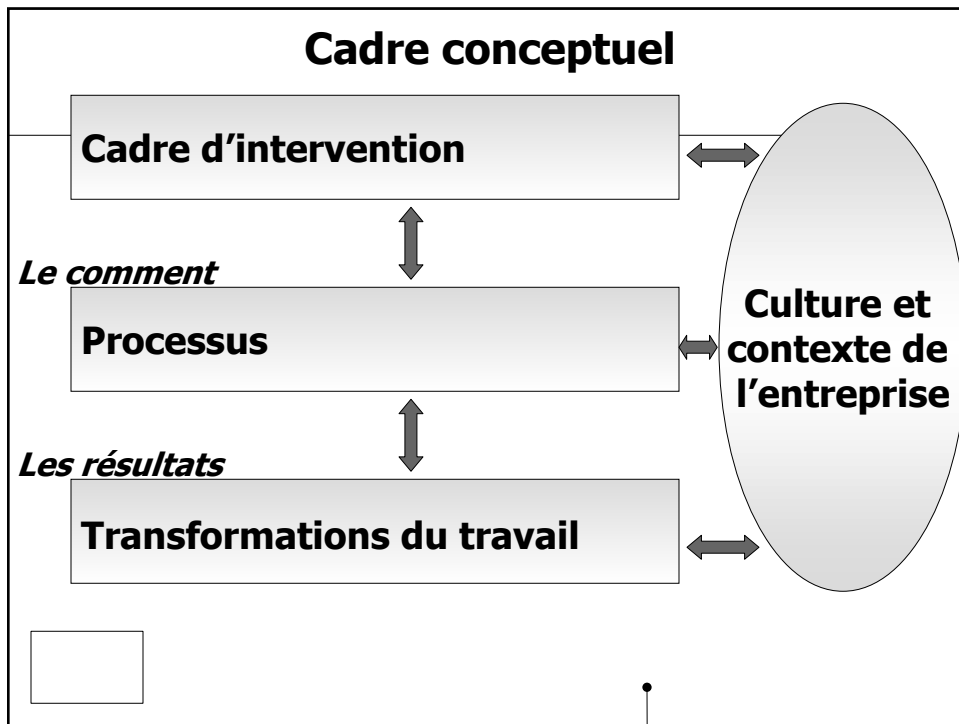 Cadre conceptuel
Cadre d’intervention
Le comment
Processus
Culture et
contexte de
l’entreprise
Les résultats
Transformations du travail